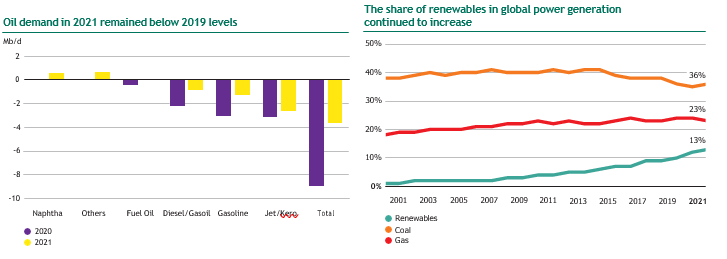 Oil demand in 2021 remained below 2019 levels
Mb/d
2
0
-2
-4
-6
-8
-10
Naphtha Others Fuel Oil Diesel/Gasoil Gasoline Jet/Kero Total
2020
2021
The share of renewables in global power generation
continued to increase
50%
40%
30%
20%
10%
0%
36%
23%
13%
2001 2003 2005 2007 2009 2011 2013 2015 2017 2019 2021
Renewables
Coal
Gas